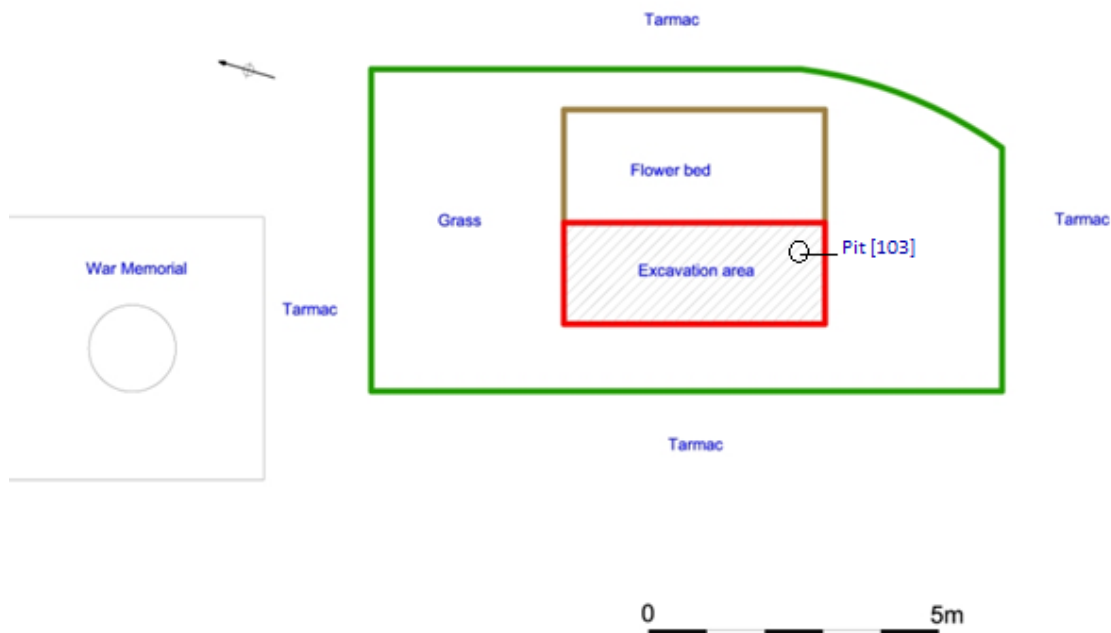 Tarmac
Flower bed
Grass
Tarmac
Pit [103]
War Memorial
Excavation area
Tarmac
Tarmac
0 5m